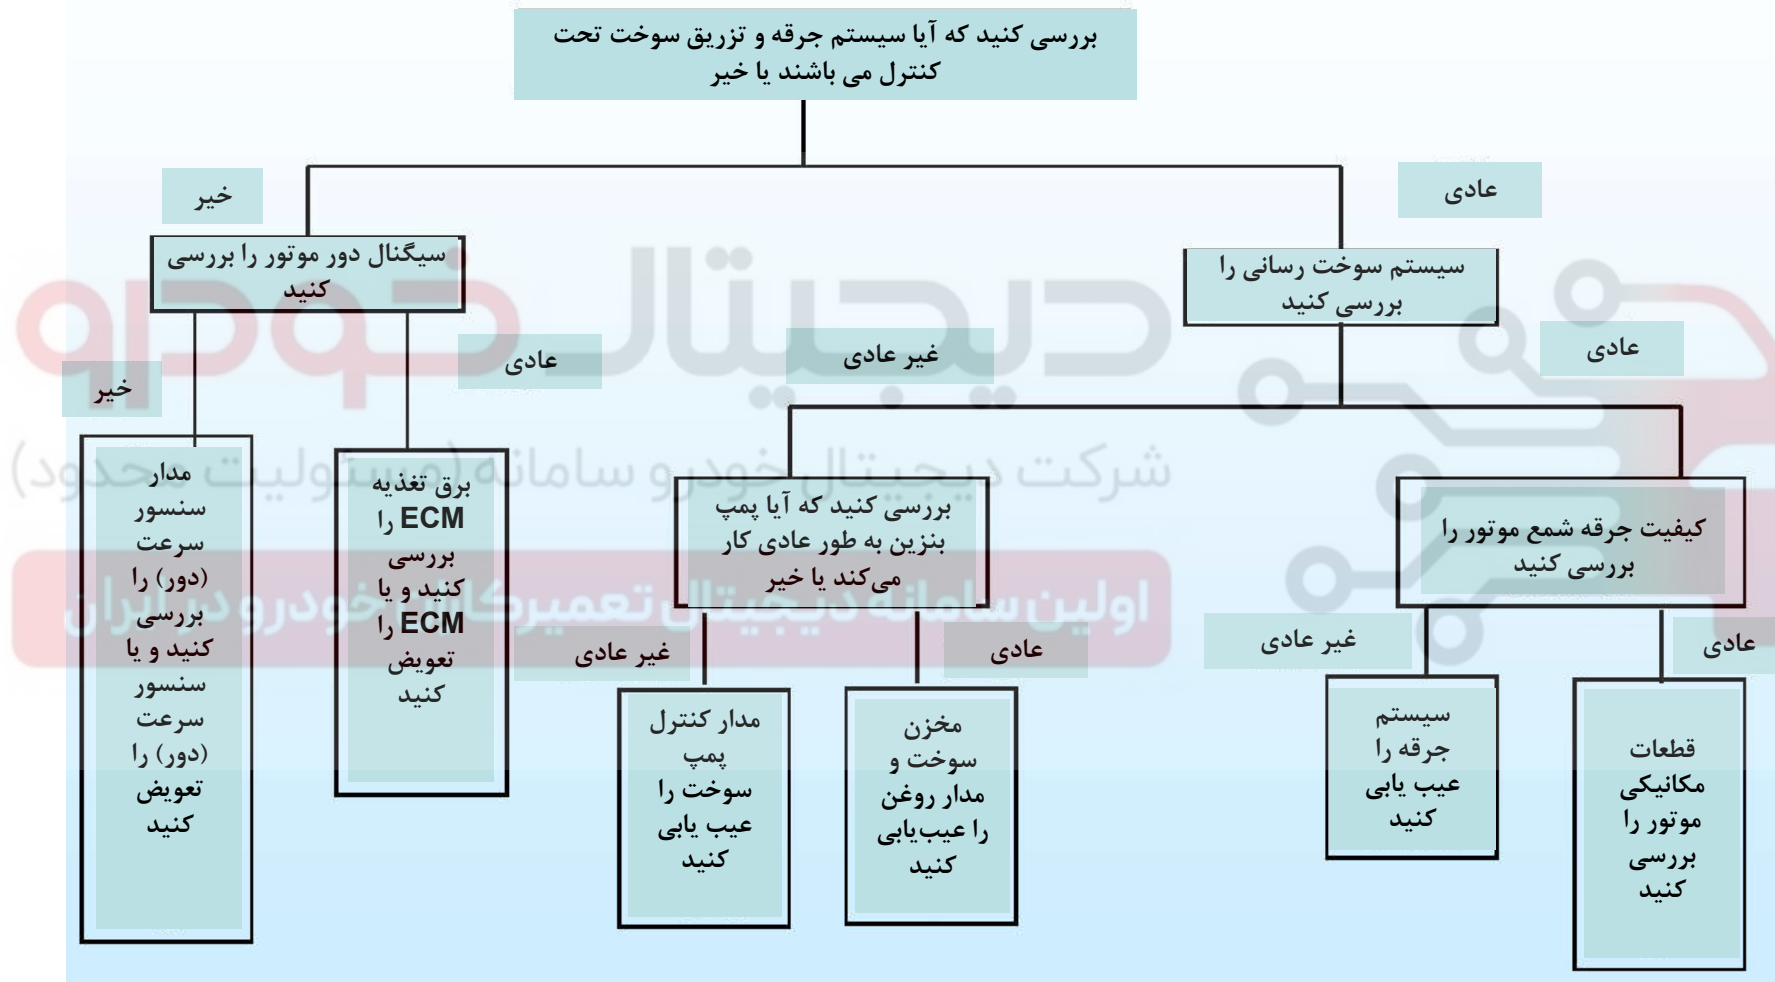 بررسی کنید که آیا سیستم جرقه و تزریق سوخت تحت
کنترل می باشند یا خیر
خیر
عادی
سیگنال دور موتور را بررسی
کنید
سیستم سوخت رسانی را
بررسی کنید
خیر
عادی
غیر عادی
عادی
مدار
سنسور
سرعت
(دور) را
بررسی
کنید و یا
سنسور
سرعت
(دور) را
تعویض
کنید
برق تغذیه
ECM را
بررسی
کنید و یا
ECM را
تعویض
کنید
بررسی کنید که آیا پمپ
بنزین به طور عادی کار
می‌کند یا خیر
کیفیت جرقه شمع موتور را
بررسی کنید
غیر عادی
عادی
غیر عادی
عادی
مدار کنترل
پمپ
سوخت را
عیب یابی
کنید
مخزن
سوخت و
مدار روغن
را عیب‌یابی
کنید
سیستم
جرقه را
عیب یابی
کنید
قطعات
مکانیکی
موتور را
بررسی
کنید
دیجیتال خودرو
شرکت دیجیتال خودرو سامانه (مسئولیت محدود)
اولین سامانه دیجیتال تعمیرکاران خودرو در ایران